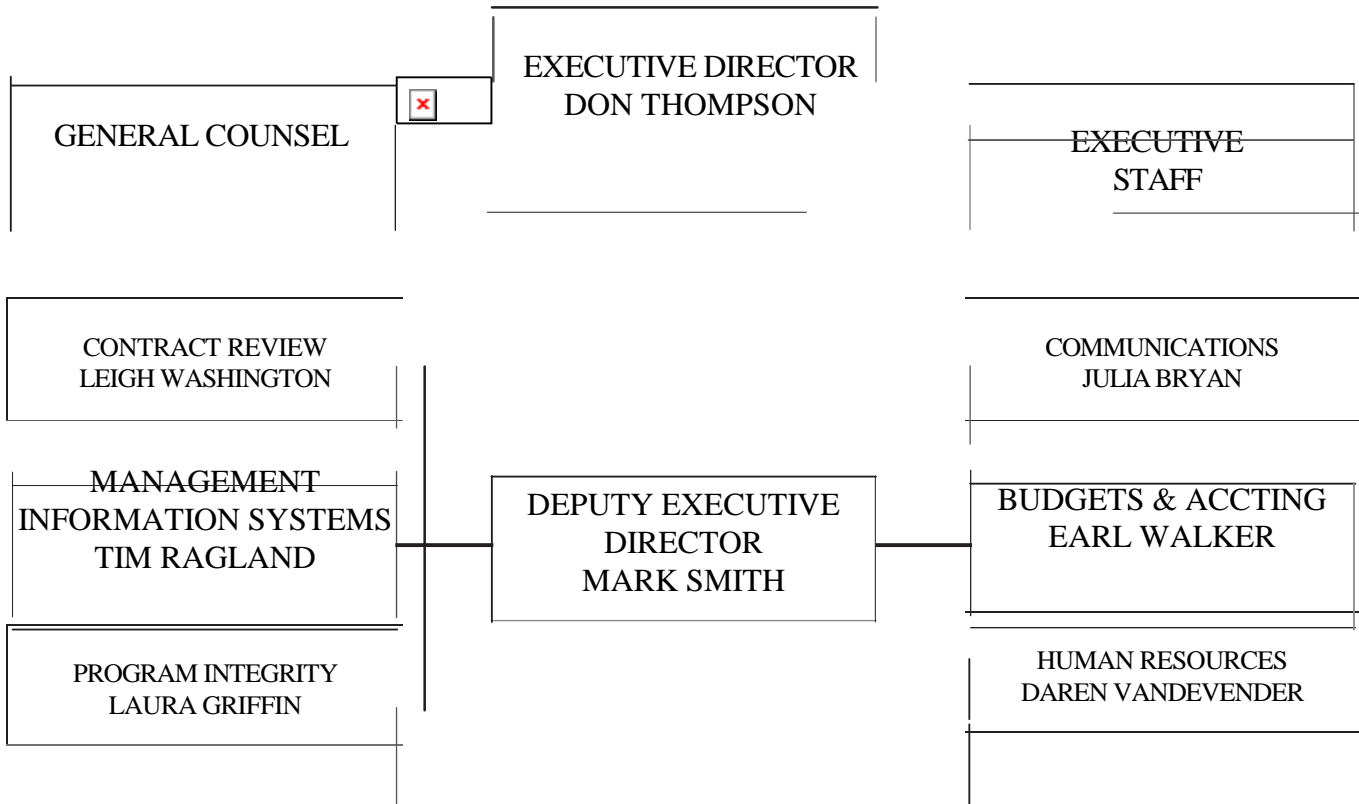 EXECUTIVE DIRECTOR
DON THOMPSON
GENERAL COUNSEL
EXECUTIVE
STAFF
CONTRACT REVIEW
LEIGH WASHINGTON
COMMUNICATIONS
JULIA BRYAN
MANAGEMENT
INFORMATION SYSTEMS
TIM RAGLAND
DEPUTY EXECUTIVE
DIRECTOR
MARK SMITH
BUDGETS & ACCTING
EARL WALKER
PROGRAM INTEGRITY
LAURA GRIFFIN
HUMAN RESOURCES
DAREN VANDEVENDER